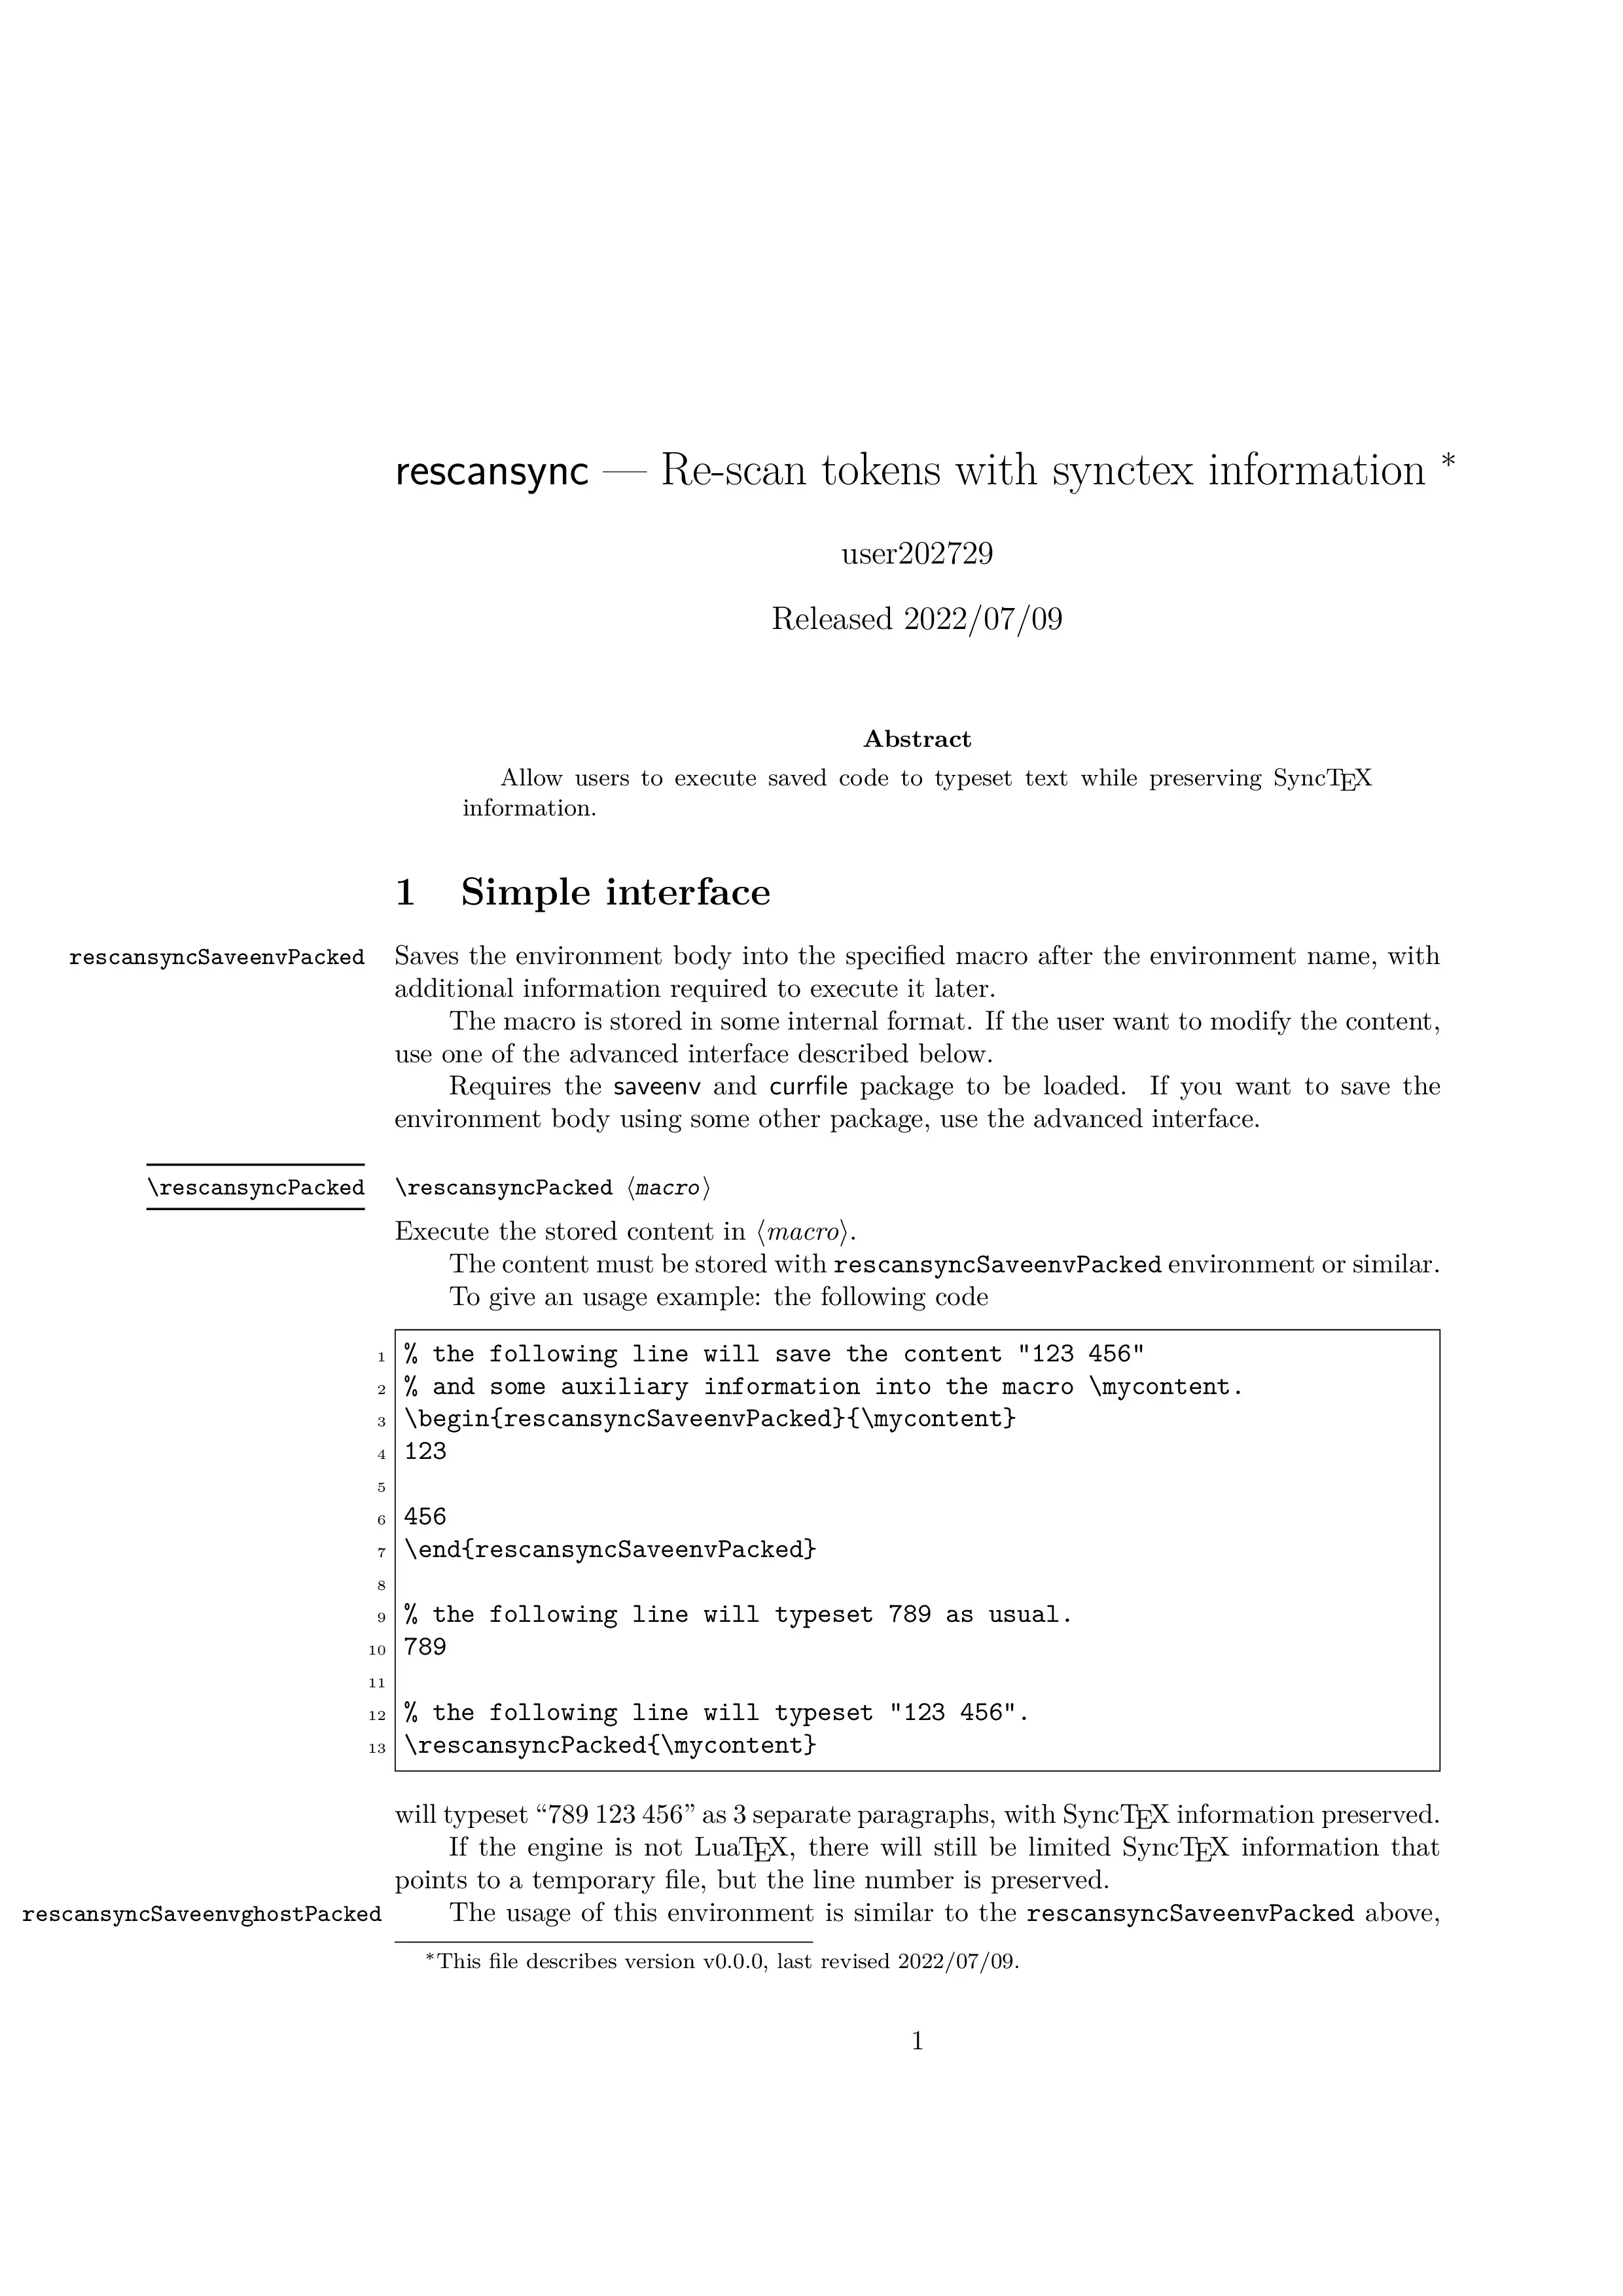 rescansync — Re-scan tokens with synctex information *
user202729
Released 2022/07/09
Abstract
Allow users to execute saved code to typeset text while preserving SyncTEX
information.
1 Simple interface
rescansyncSaveenvPacked
Saves the environment body into the specified macro after the environment name, with
additional information required to execute it later.
The macro is stored in some internal format. If the user want to modify the content,
use one of the advanced interface described below.
Requires the saveenv and currfile package to be loaded. If you want to save the
environment body using some other package, use the advanced interface.
\rescansyncPacked
\rescansyncPacked ⟨macro⟩
Execute the stored content in ⟨macro⟩.
The content must be stored with rescansyncSaveenvPacked environment or similar.
To give an usage example: the following code
1 % the following line will save the content "123 456"
2 % and some auxiliary information into the macro \mycontent.
3 \begin{rescansyncSaveenvPacked}{\mycontent}
4 123
5
6 456
7 \end{rescansyncSaveenvPacked}
8
9 % the following line will typeset 789 as usual.
10 789
11
12 % the following line will typeset "123 456".
13 \rescansyncPacked{\mycontent}
will typeset “789 123 456” as 3 separate paragraphs, with SyncTEX information preserved.
If the engine is not LuaTEX, there will still be limited SyncTEX information that
points to a temporary file, but the line number is preserved.
rescansyncSaveenvghostPacked
The usage of this environment is similar to the rescansyncSaveenvPacked above,
*This file describes version v0.0.0, last revised 2022/07/09.
1